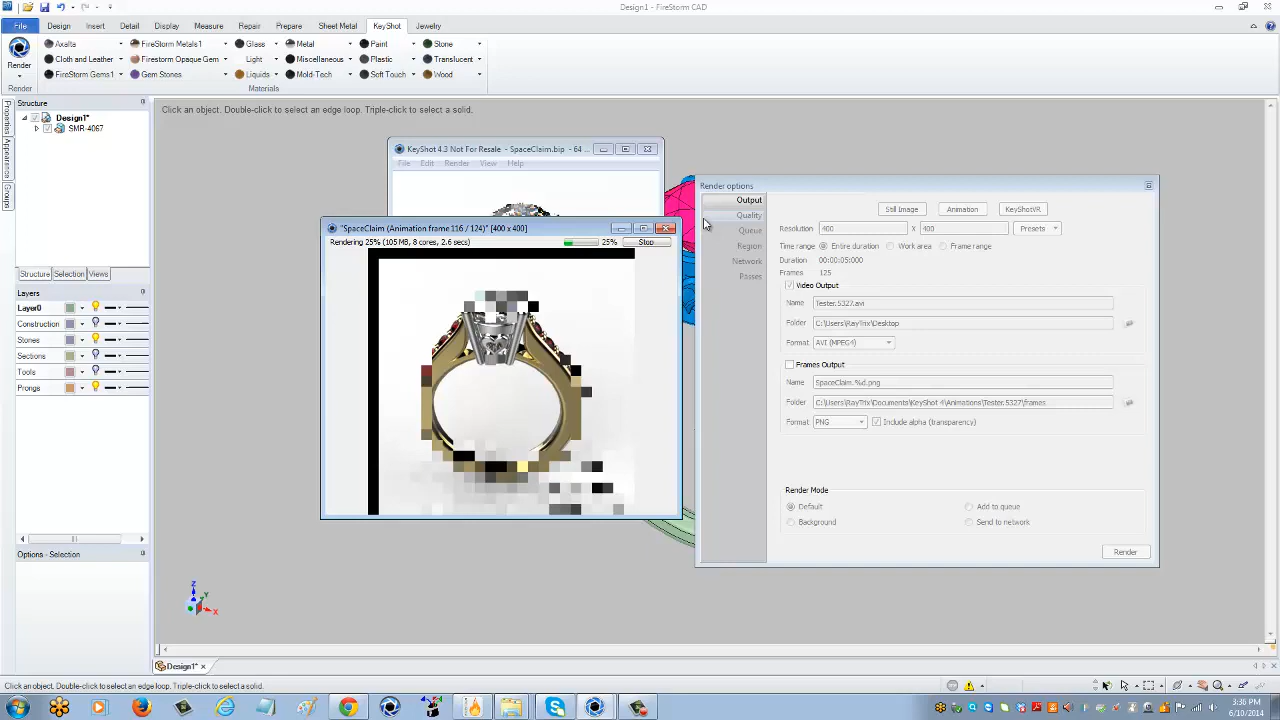 Design1 - FireStorm CAD
File Design Insert Detail Display Measure Repair Prepare Sheet Metal KeyShot Jewelry
Axalta FireStorm Metals1 Glass Metal Paint Stone
Cloth and Leather Firestorm Opaque Gem Light Miscellaneous Plastic Translucent
FireStorm Gems1 Gem Stones Liquids Mold-Tech Soft Touch Wood
Render
Render Materials
Structure
Properties
Appearance
Groups
Design1*
SMR-4067
Click an object. Double-click to select an edge loop. Triple-click to select a solid.
KeyShot 4.3 Not For Resale - SpaceClaim.bip - 64 ...
File Edit Render View Help
"SpaceClaim (Animation frame 116 / 124)" [400 x 400]
Rendering 25% (105 MB, 8 cores, 2.6 secs) 25% Stop
Render options
Output
Quality
Queue
Region
Network
Passes
Still Image Animation KeyShotVR
Resolution 400 X 400 Presets
Time range Entire duration Work area Frame range
Duration 00:00:05:000
Frames 125
Video Output
Name Tester.5327.avi
Folder C:\Users\RayTrix\Desktop
Format AVI (MPEG4)
Frames Output
Name SpaceClaim.%d.png
Folder C:\Users\RayTrix\Documents\KeyShot 4\Animations\Tester.5327\frames
Format PNG Include alpha (transparency)
Render Mode
Default Add to queue
Background Send to network
Render
Structure Selection Views
Layers
Layer0
Construction
Stones
Sections
Tools
Prongs
Options - Selection
Z
Y
X
Design1*
Click an object. Double-click to select an edge loop. Triple-click to select a solid.
3:36 PM
6/10/2014